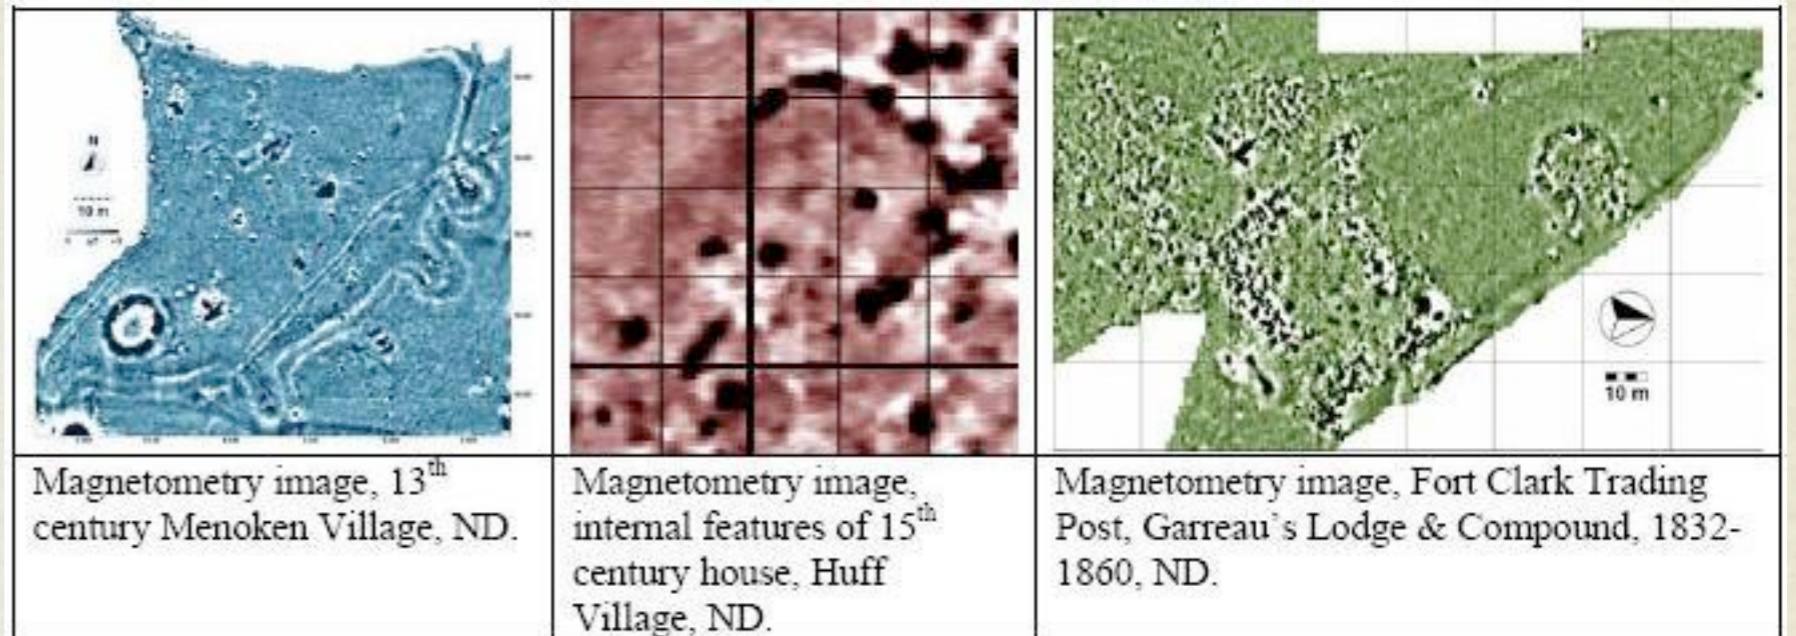 N
10 m
10 m
Magnetometry image, 13th
century Menoken Village, ND.
Magnetometry image,
internal features of 15th
century house, Huff
Village, ND.
Magnetometry image, Fort Clark Trading
Post, Garreau's Lodge & Compound, 1832-
1860, ND.